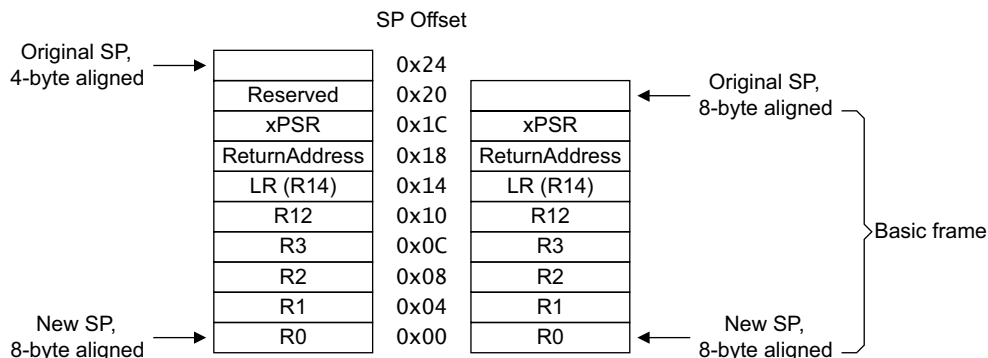 SP Offset
Original SP,
4-byte aligned
0x24
Reserved 0x20
Original SP,
8-byte aligned
xPSR 0x1C xPSR
ReturnAddress 0x18 ReturnAddress
LR (R14) 0x14 LR (R14)
R12 0x10 R12
Basic frame
R3 0x0C R3
R2 0x08 R2
R1 0x04 R1
New SP,
8-byte aligned
R0 0x00 R0
New SP,
8-byte aligned